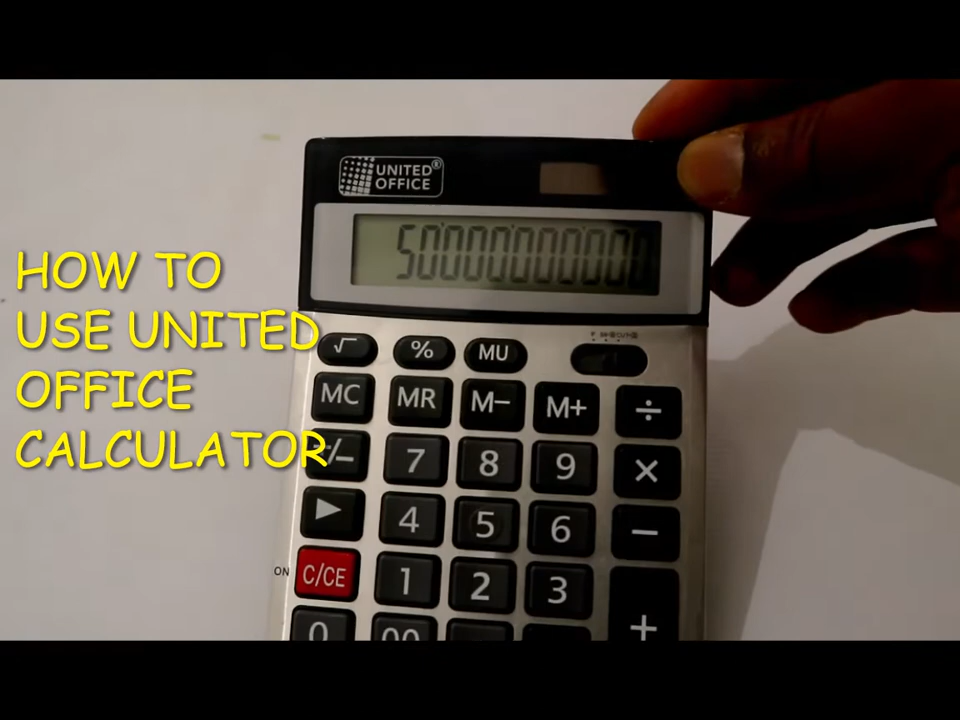 UNITED®
OFFICE
HOW TO
USE UNITED
OFFICE
CALCULATOR
√ % MU
MC MR M− M+ ÷
+/− 7 8 9 ×
▶ 4 5 6 −
ON C/CE 1 2 3 +
0 00